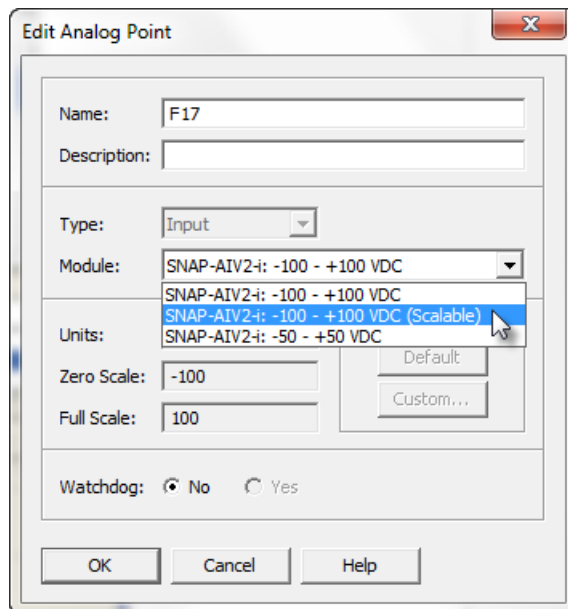 Edit Analog Point
Name: F17
Description:
Type: Input
Module: SNAP-AIV2-i: -100 - +100 VDC
SNAP-AIV2-i: -100 - +100 VDC
SNAP-AIV2-i: -100 - +100 VDC (Scalable)
SNAP-AIV2-i: -50 - +50 VDC
Units:
Default
Zero Scale: -100
Custom...
Full Scale: 100
Watchdog: No Yes
OK Cancel Help